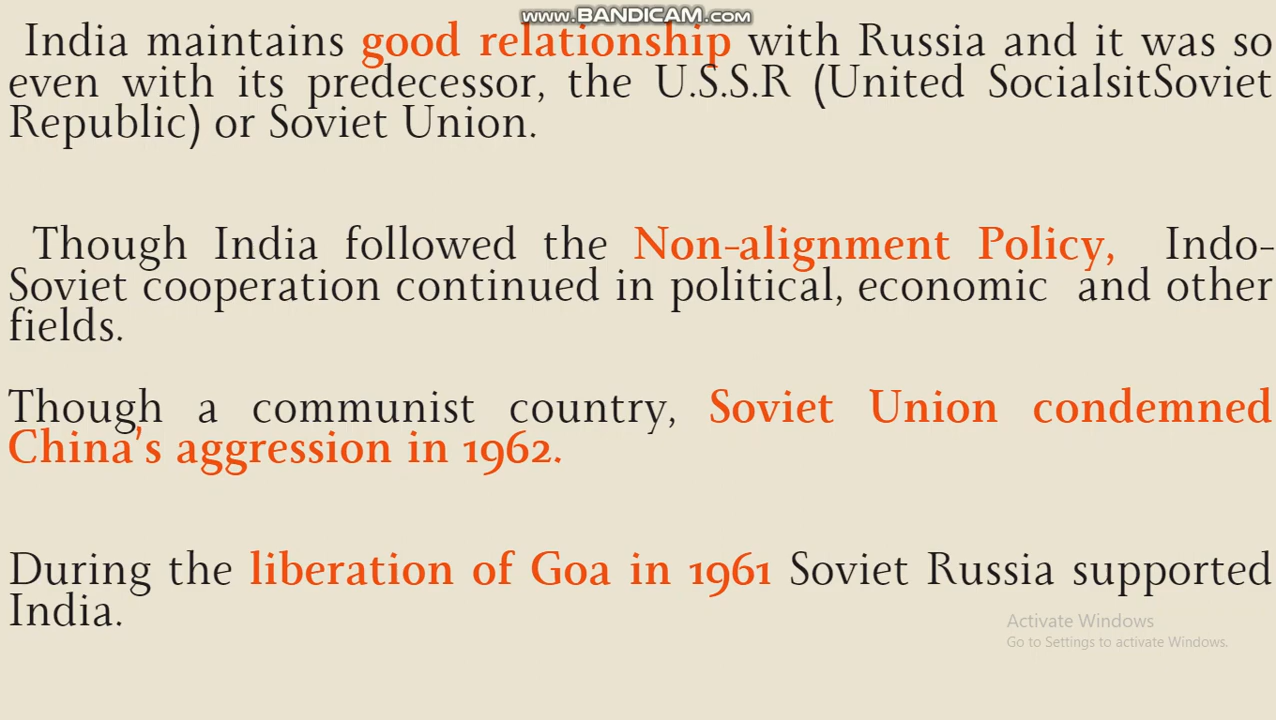 www.BANDICAM.com
India maintains good relationship with Russia and it was so
even with its predecessor, the U.S.S.R (United SocialsitSoviet
Republic) or Soviet Union.
Though India followed the Non-alignment Policy, Indo-
Soviet cooperation continued in political, economic and other
fields.
Though a communist country, Soviet Union condemned
China's aggression in 1962.
During the liberation of Goa in 1961 Soviet Russia supported
India.
Activate Windows
Go to Settings to activate Windows.